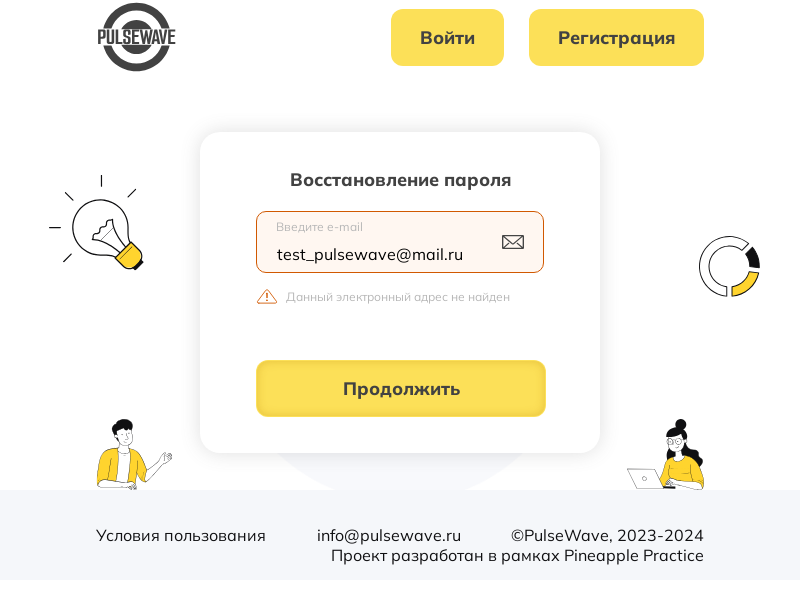 PULSEWAVE
Войти
Регистрация
Восстановление пароля
Введите e-mail
test_pulsewave@mail.ru
Данный электронный адрес не найден
Продолжить
Условия пользования
info@pulsewave.ru
©PulseWave, 2023-2024
Проект разработан в рамках Pineapple Practice